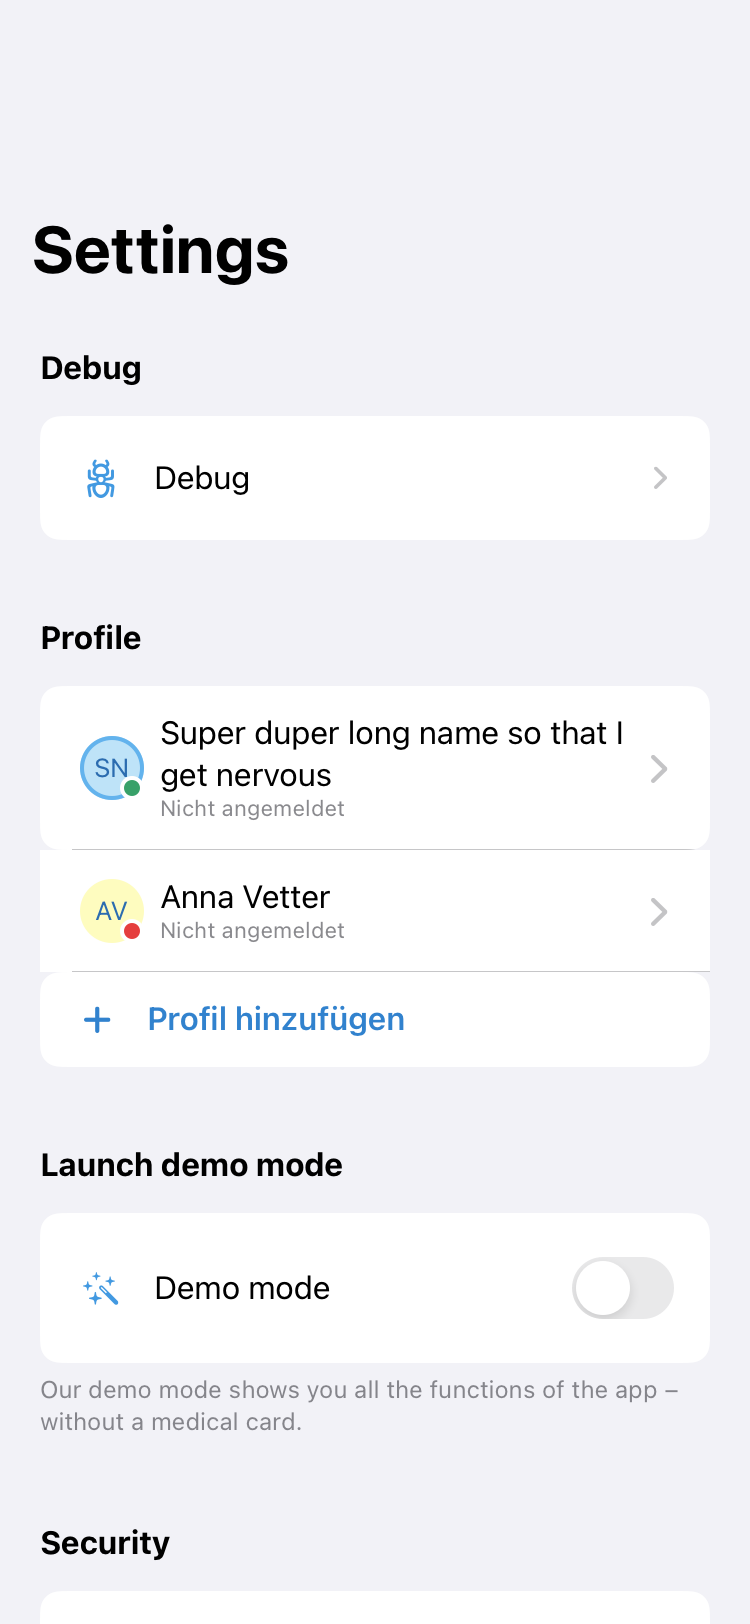 Settings
Debug
Debug
Profile
SN
Super duper long name so that I
get nervous
Nicht angemeldet
AV
Anna Vetter
Nicht angemeldet
Profil hinzufügen
Launch demo mode
Demo mode
Our demo mode shows you all the functions of the app –
without a medical card.
Security